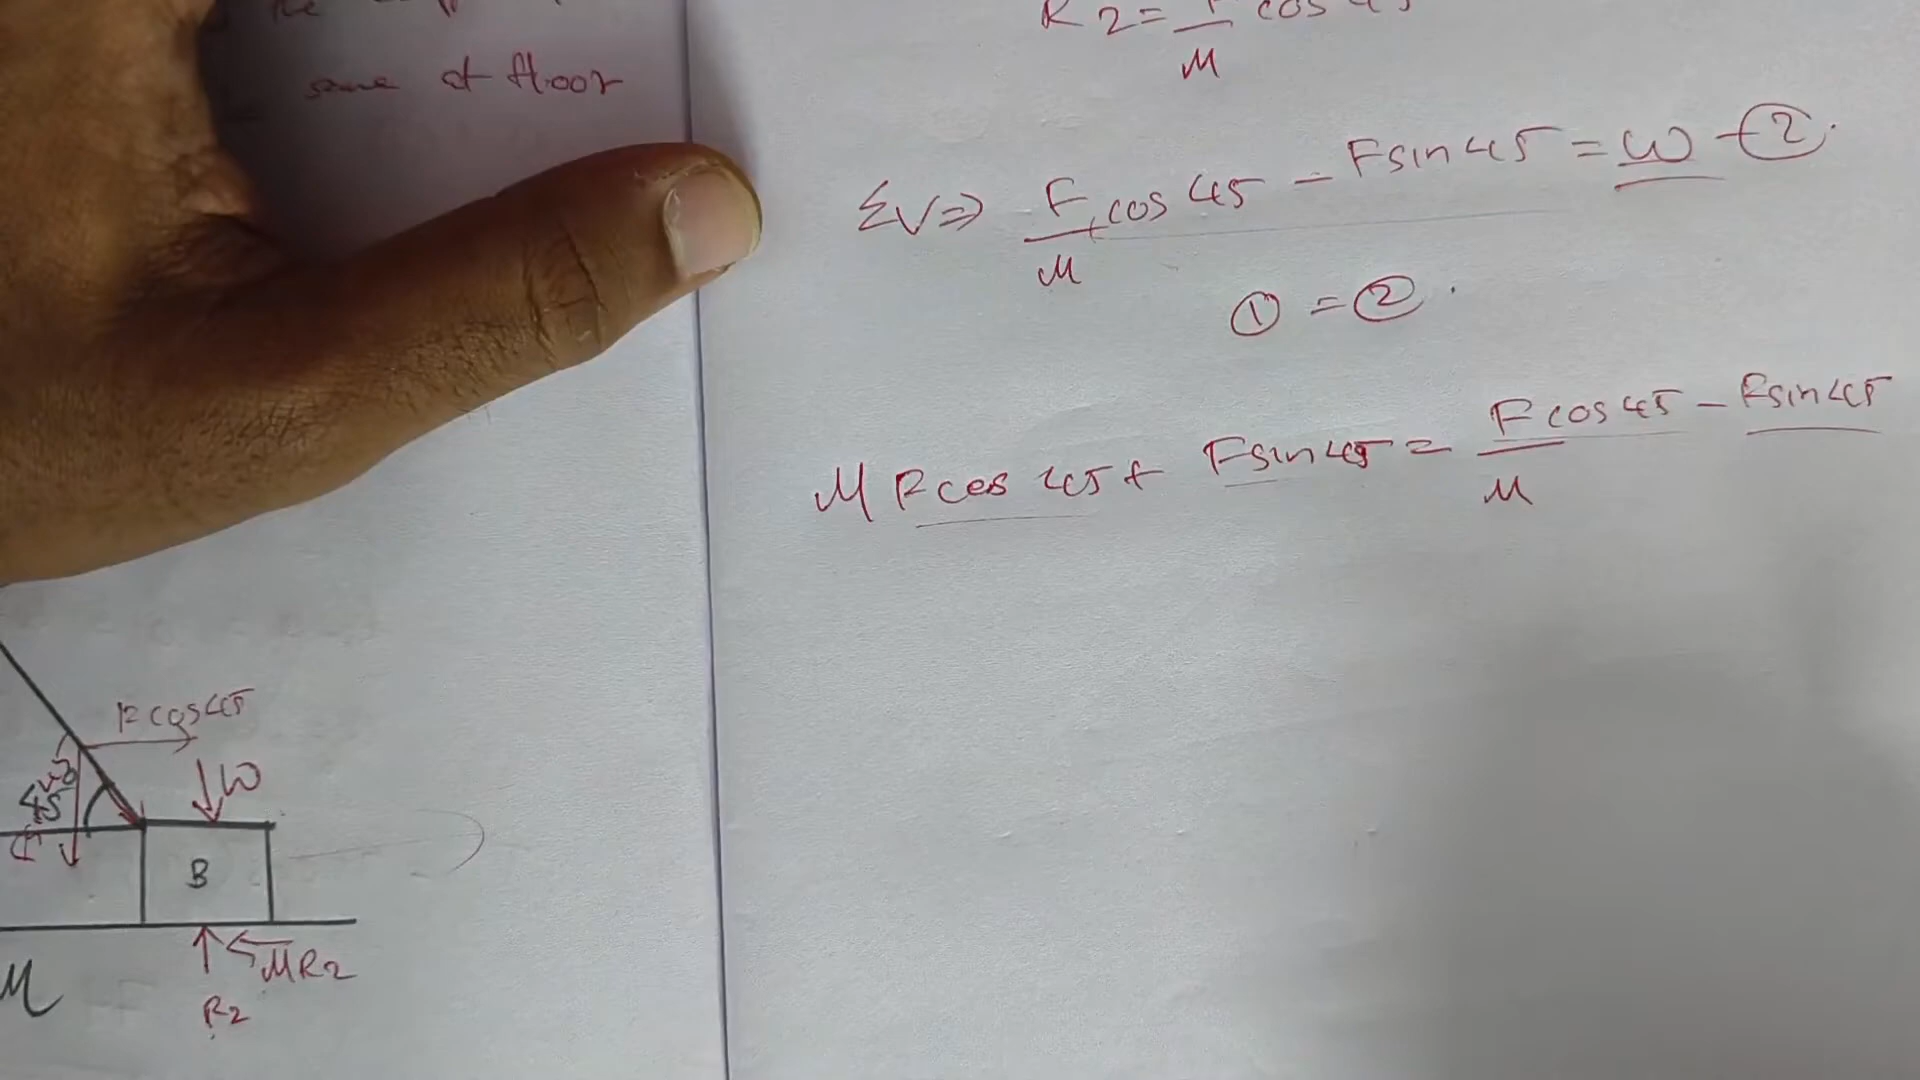 same at floor
R2 = F/M cos 45
ΣV ⇒ F/M cos 45 - F sin 45 = W - ②.
① = ②.
M F cos 45 + F sin 45 = F cos 45/M - F sin 45
F cos 45
W
45
B
MR2
M
R2